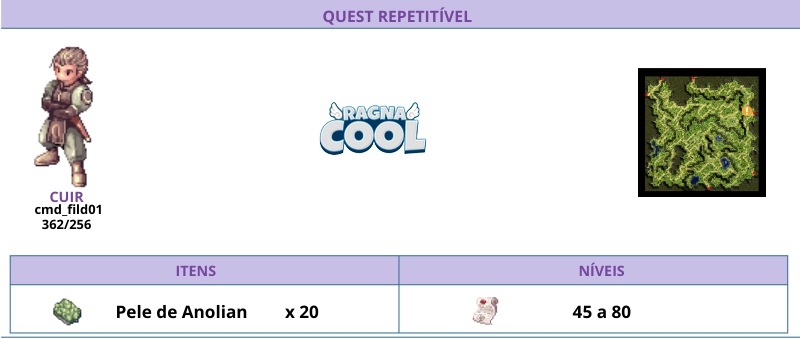 QUEST REPETITÍVEL
RAGNA
COOL
CUIR
cmd_fild01
362/256
ITENS
NÍVEIS
Pele de Anolian x 20
45 a 80